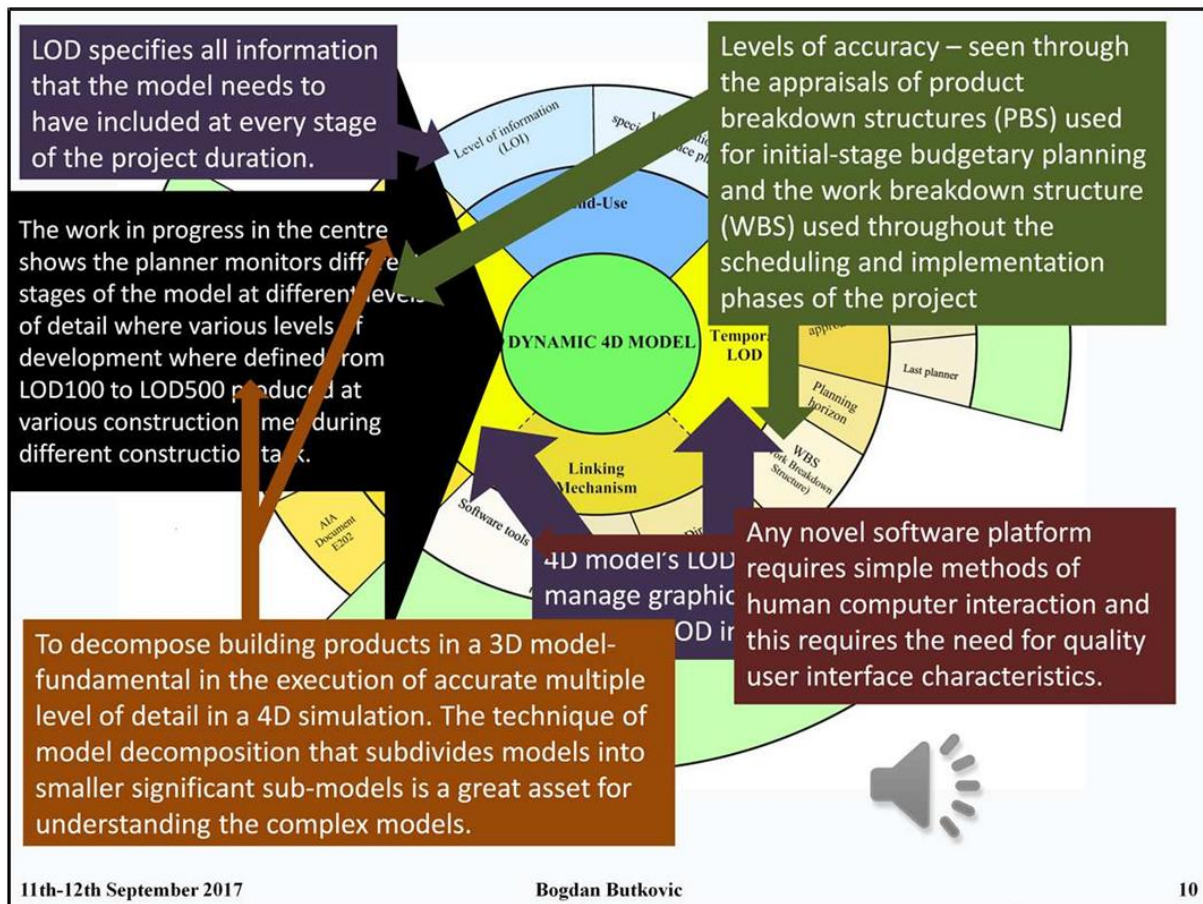 LOD specifies all information
that the model needs to
have included at every stage
of the project duration.
Levels of accuracy – seen through
the appraisals of product
breakdown structures (PBS) used
for initial-stage budgetary planning
and the work breakdown structure
(WBS) used throughout the
scheduling and implementation
phases of the project
Level of information
(LOI)
The work in progress in the centre
shows the planner monitors
stages of the model at different levels
of detail where various levels of
development where defined from
LOD100 to LOD500 produced at
various construction during
different construction
DYNAMIC 4D MODEL
LOD
Last planner
Planning
horizon
WBS
Breakdown
Structure)
Linking
Mechanism
Software tools
AIA
Document
E202
4D model's LOD
manage graphic
Any novel software platform
requires simple methods of
human computer interaction and
this requires the need for quality
user interface characteristics.
To decompose building products in a 3D model-
fundamental in the execution of accurate multiple
level of detail in a 4D simulation. The technique of
model decomposition that subdivides models into
smaller significant sub-models is a great asset for
understanding the complex models.
11th-12th September 2017
Bogdan Butkovic
10